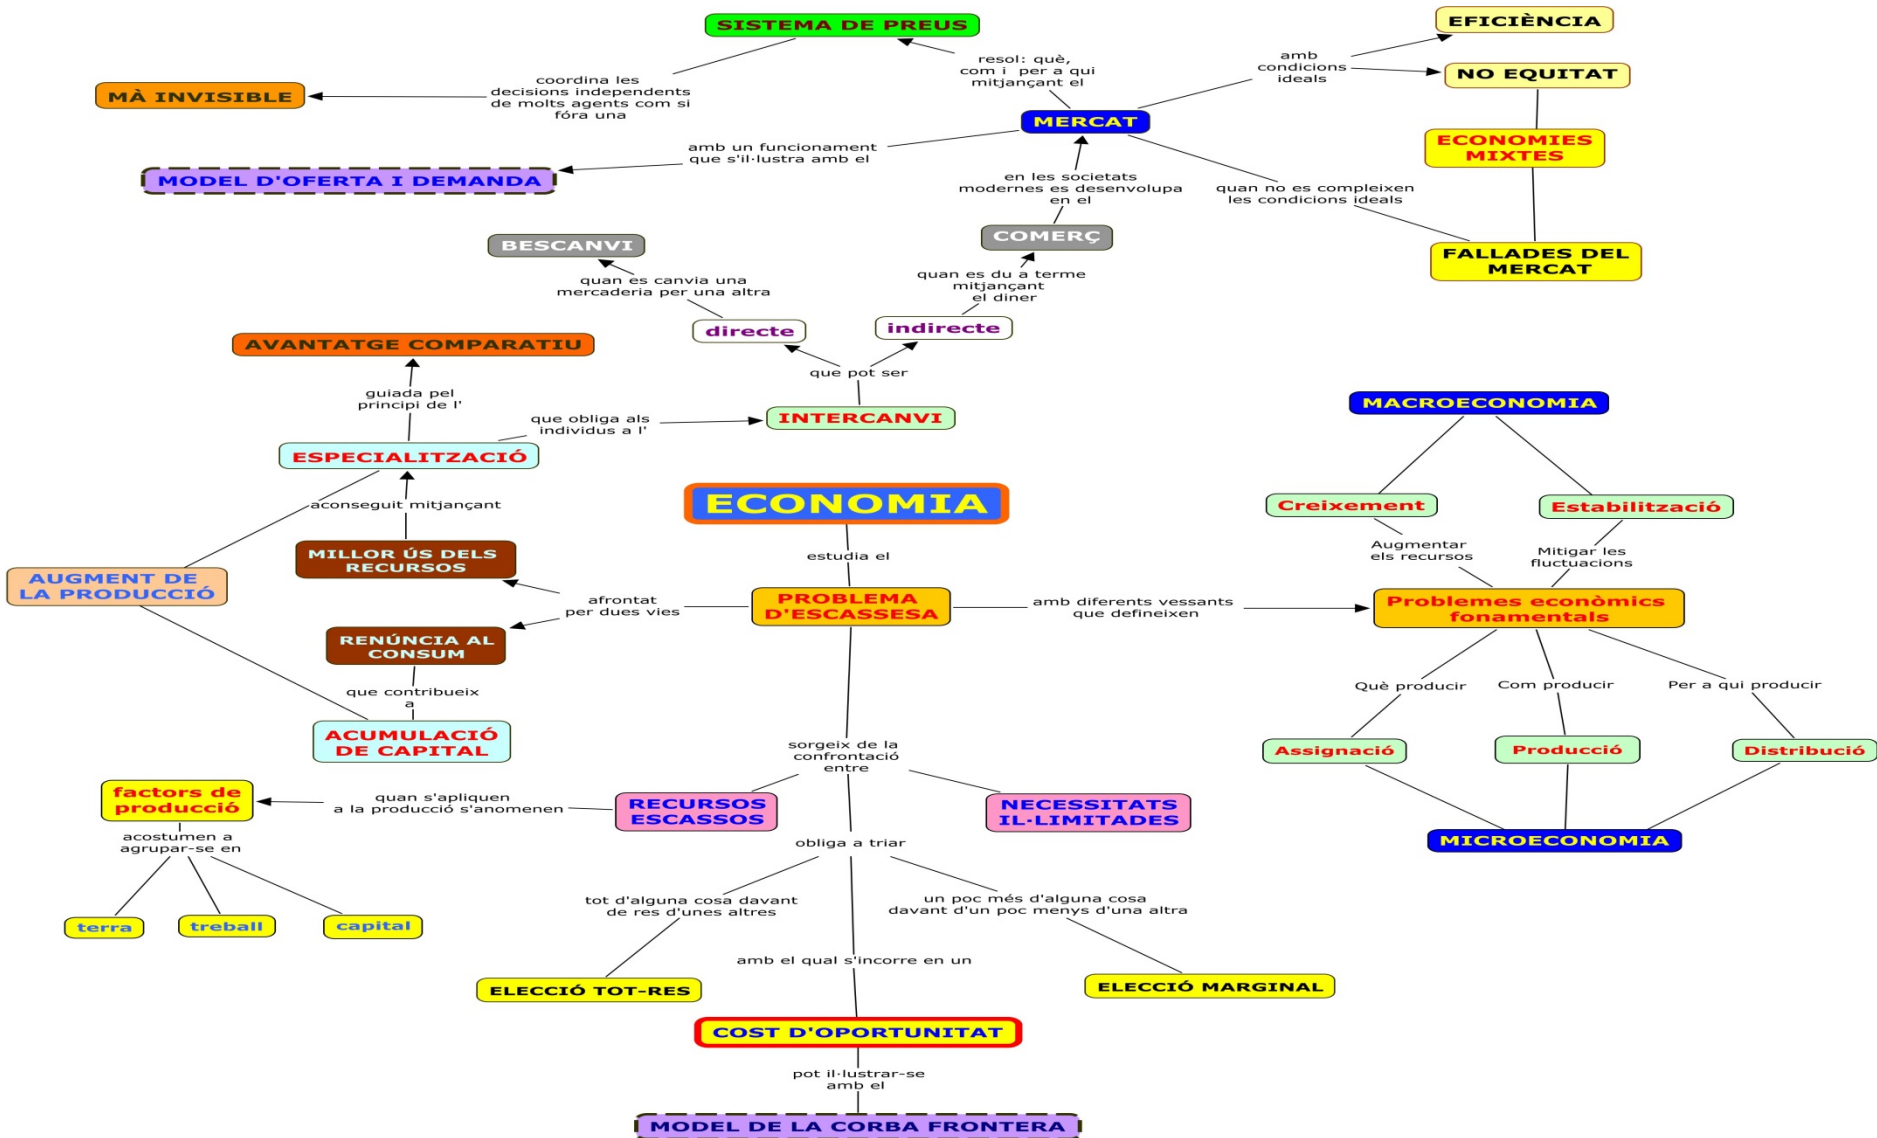 SISTEMA DE PREUS
EFICIÈNCIA
resol: què,
com i  per a qui
mitjançant el
amb
condicions
ideals
NO EQUITAT
coordina les
decisions independents
de molts agents com si
fóra una
MÀ INVISIBLE
MERCAT
ECONOMIES
MIXTES
amb un funcionament
que s'il·lustra amb el
MODEL D'OFERTA I DEMANDA
en les societats
modernes es desenvolupa
en el
quan no es compleixen
les condicions ideals
BESCANVI
COMERÇ
FALLADES DEL
MERCAT
quan es canvia una
mercaderia per una altra
quan es du a terme
mitjançant
el diner
directe
indirecte
AVANTATGE COMPARATIU
que pot ser
guiada pel
principi de l'
que obliga als
individus a l'
INTERCANVI
MACROECONOMIA
ESPECIALITZACIÓ
aconseguit mitjançant
ECONOMIA
Creixement
Estabilització
MILLOR ÚS DELS
RECURSOS
estudia el
Augmentar
els recursos
Mitigar les
fluctuacions
AUGMENT DE
LA PRODUCCIÓ
afrontat
per dues vies
PROBLEMA
D'ESCASSESA
amb diferents vessants
que defineixen
Problemes econòmics
fonamentals
RENÚNCIA AL
CONSUM
que contribueix
a
Què producir
Com producir
Per a qui producir
ACUMULACIÓ
DE CAPITAL
sorgeix de la
confrontació
entre
Assignació
Producció
Distribució
factors de
producció
quan s'apliquen
a la producció s'anomenen
RECURSOS
ESCASSOS
NECESSITATS
IL·LIMITADES
acostumen a
agrupar-se en
obliga a triar
MICROECONOMIA
terra
treball
capital
tot d'alguna cosa davant
de res d'unes altres
un poc més d'alguna cosa
davant d'un poc menys d'una altra
amb el qual s'incorre en un
ELECCIÓ TOT-RES
ELECCIÓ MARGINAL
COST D'OPORTUNITAT
pot il·lustrar-se
amb el
MODEL DE LA CORBA FRONTERA